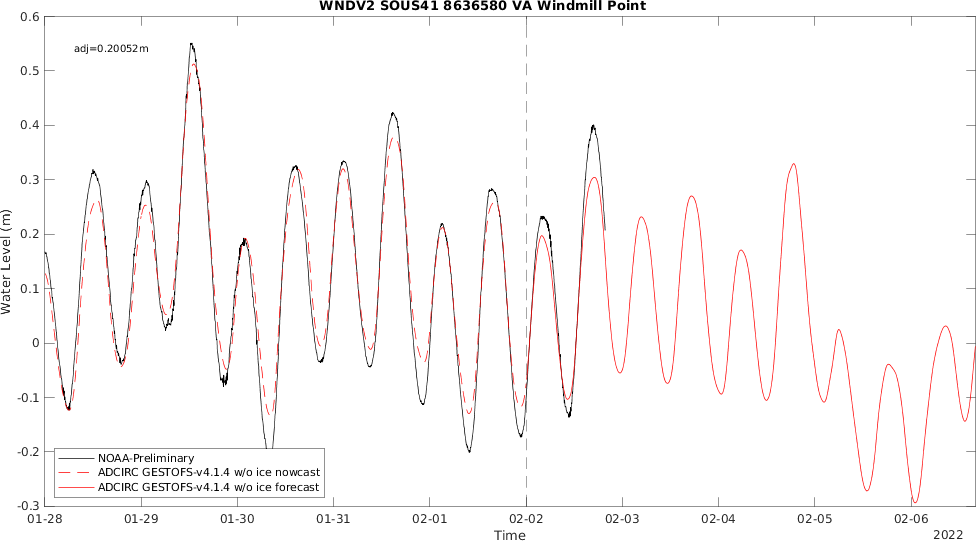 WNDV2 SOUS41 8636580 VA Windmill Point
adj=0.20052m
0.6
0.5
0.4
0.3
0.2
0.1
0
-0.1
-0.2
-0.3
Water Level (m)
NOAA-Preliminary
ADCIRC GESTOFS-v4.1.4 w/o ice nowcast
ADCIRC GESTOFS-v4.1.4 w/o ice forecast
01-28 01-29 01-30 01-31 02-01 02-02 02-03 02-04 02-05 02-06
Time
2022